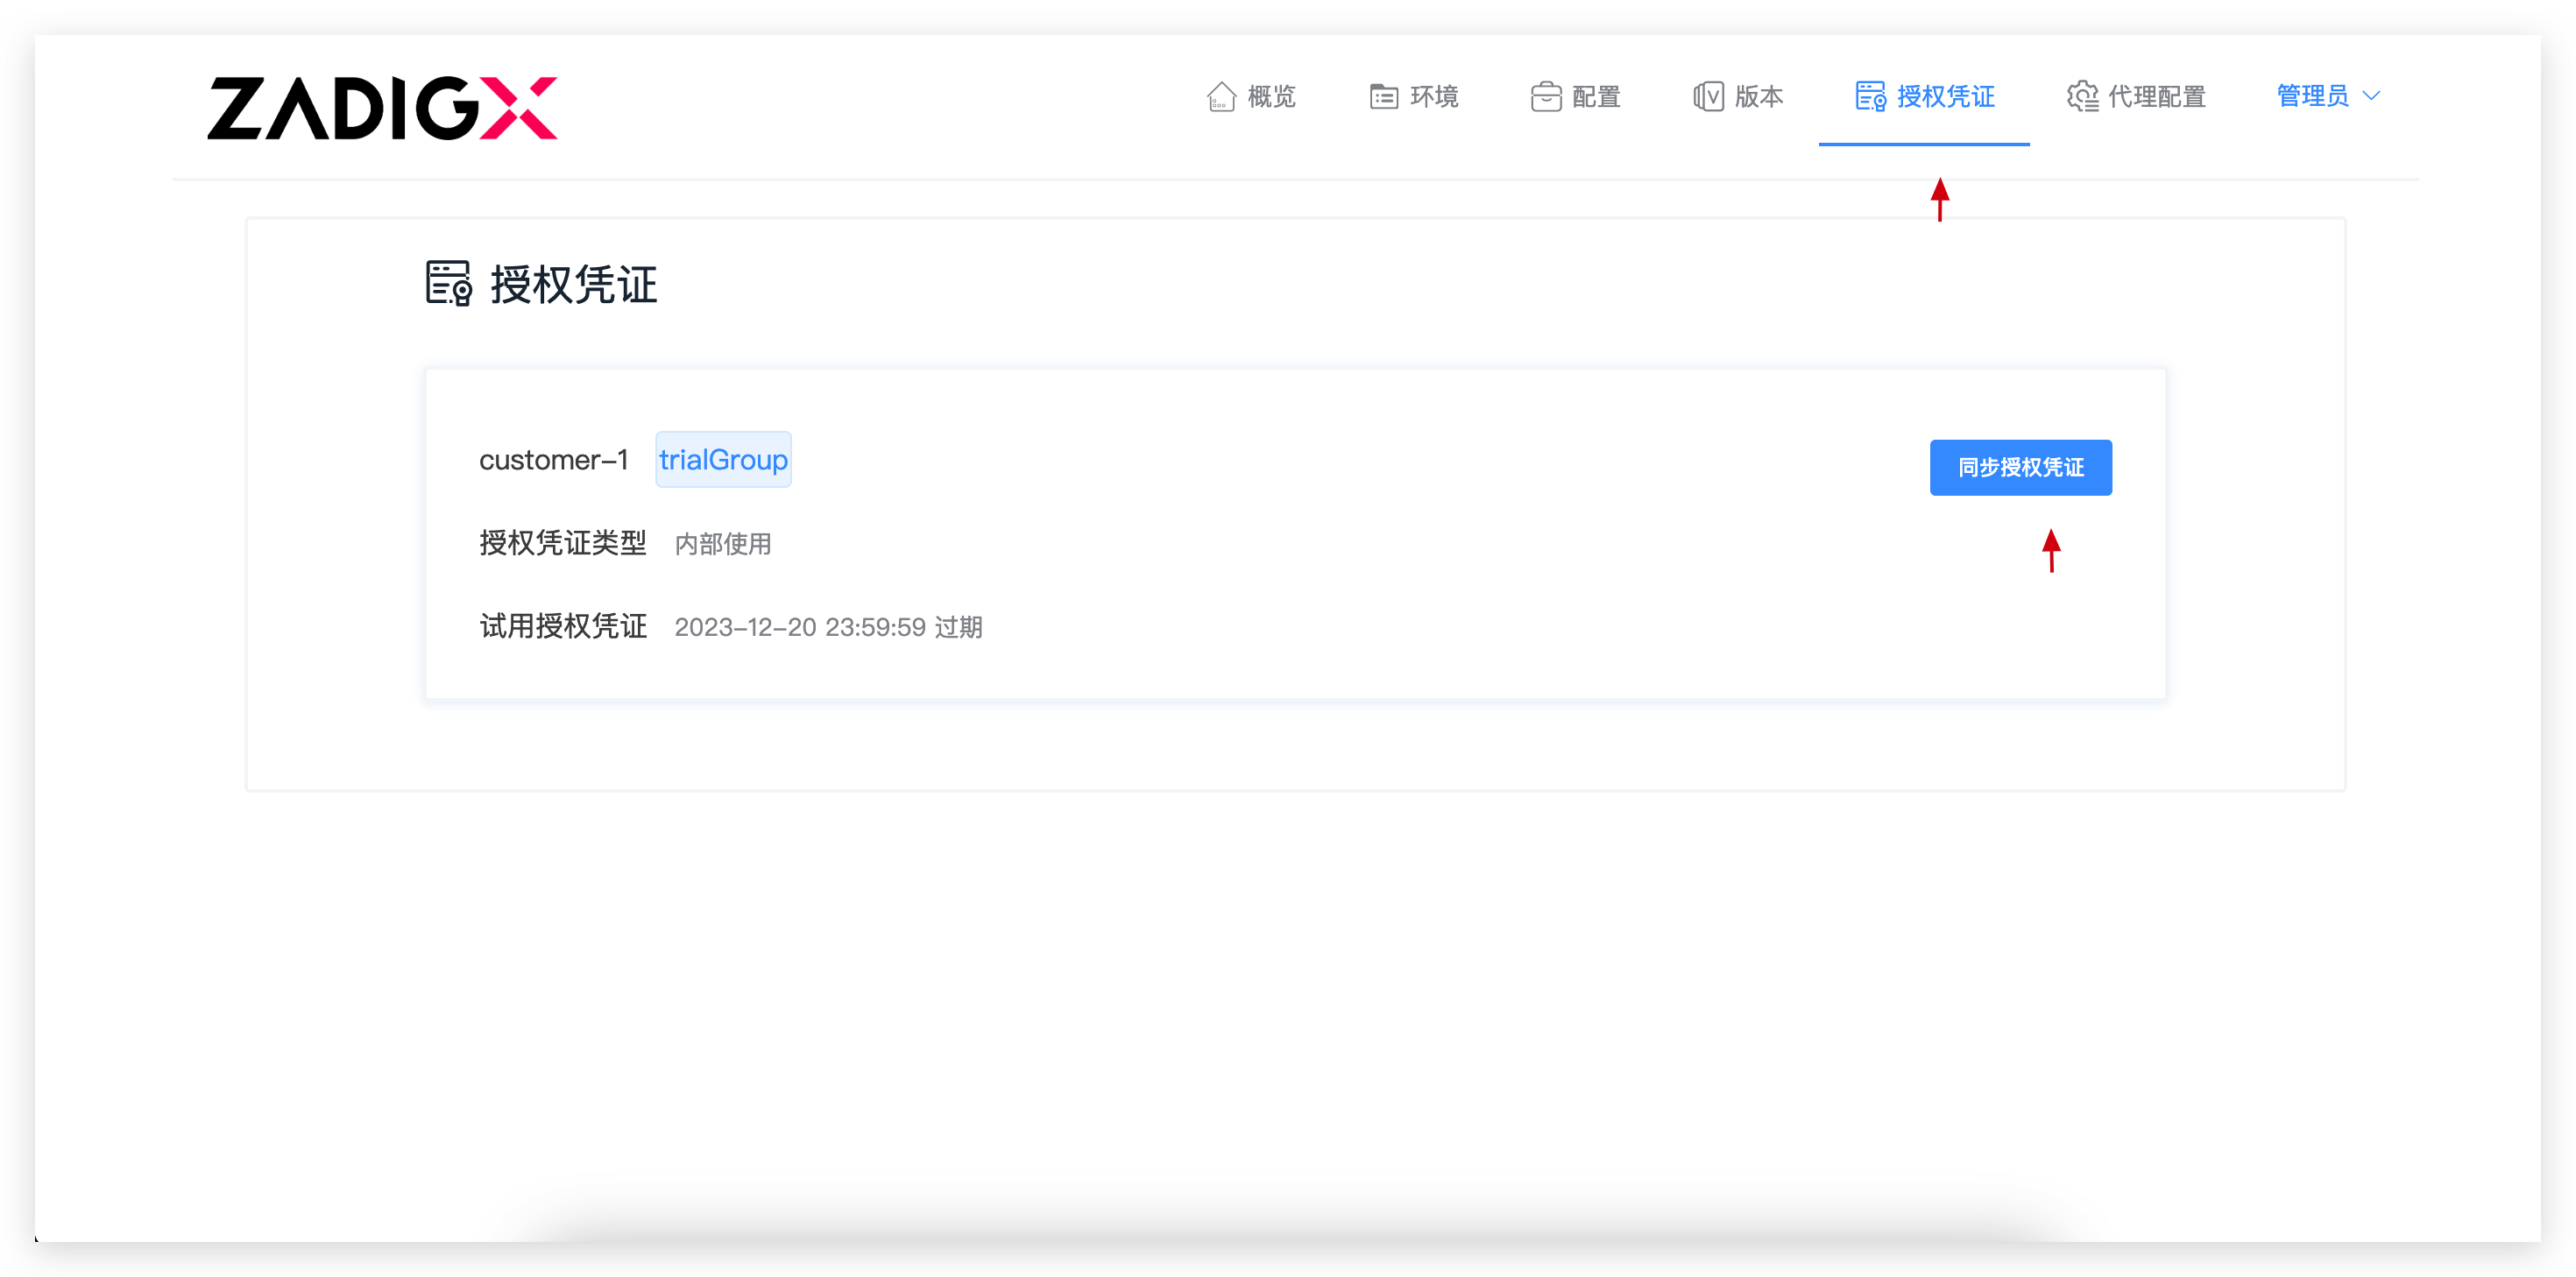 ZADIGX
概览 环境 配置 版本 授权凭证 代理配置 管理员
授权凭证
customer-1 trialGroup 同步授权凭证
授权凭证类型 内部使用
试用授权凭证 2023-12-20 23:59:59 过期